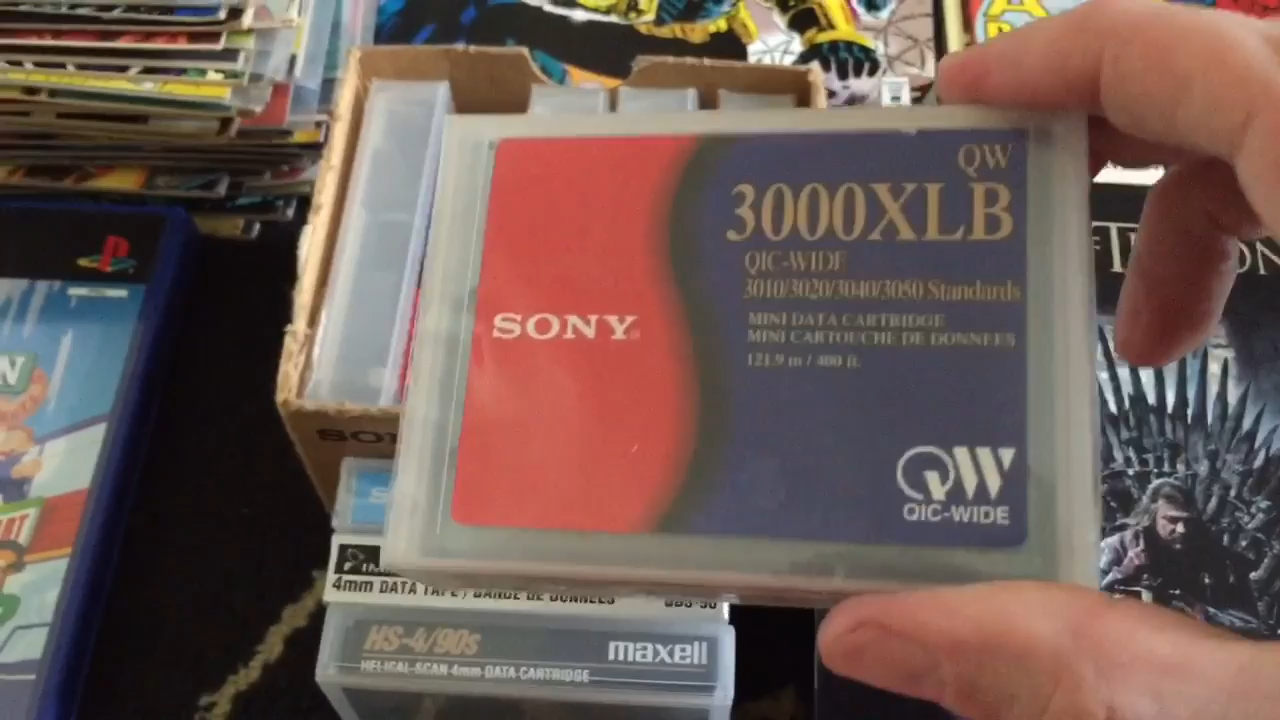 QW
3000XLB
QIC-WIDE
3010/3020/3040/3050 Standards
SONY
MINI DATA CARTRIDGE
MINI CARTOUCHE DE DONNEES
121.9 m / 400 ft.
QW
QIC-WIDE
4mm DATA TAPE / BANDE DE DONNEES
DDS-90
HS-4/90s
maxell
HELICAL-SCAN 4mm DATA CARTRIDGE